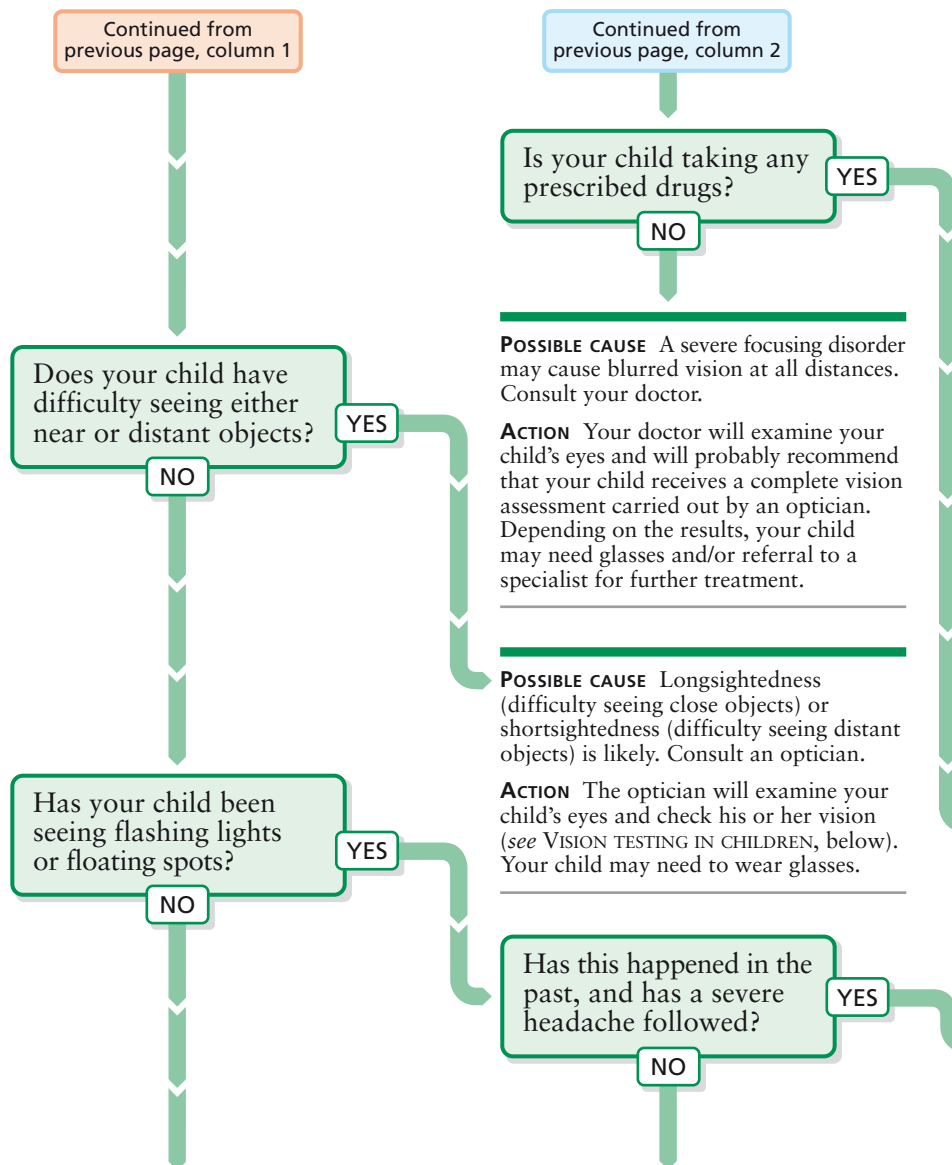 Continued from
previous page, column 1
Does your child have
difficulty seeing either
near or distant objects?
YES
NO
Has your child been
seeing flashing lights
or floating spots?
YES
NO
Continued from
previous page, column 2
Is your child taking any
prescribed drugs?
YES
NO
POSSIBLE CAUSE A severe focusing disorder
may cause blurred vision at all distances.
Consult your doctor.
ACTION Your doctor will examine your
child’s eyes and will probably recommend
that your child receives a complete vision
assessment carried out by an optician.
Depending on the results, your child
may need glasses and/or referral to a
specialist for further treatment.
POSSIBLE CAUSE Longsightedness
(difficulty seeing close objects) or
shortsightedness (difficulty seeing distant
objects) is likely. Consult an optician.
ACTION The optician will examine your
child’s eyes and check his or her vision
(see VISION TESTING IN CHILDREN, below).
Your child may need to wear glasses.
Has this happened in the
past, and has a severe
headache followed?
YES
NO